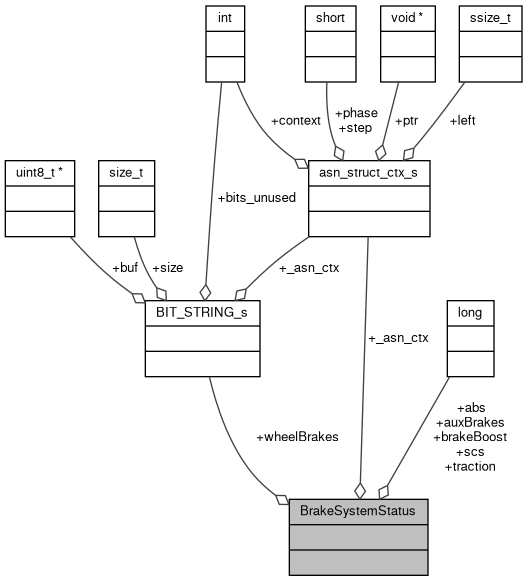 int
short
void *
ssize_t
+context
+phase
+step
+ptr
+left
uint8_t *
size_t
asn_struct_ctx_s
+bits_unused
+buf
+size
+_asn_ctx
BIT_STRING_s
long
+_asn_ctx
+abs
+auxBrakes
+brakeBoost
+scs
+traction
+wheelBrakes
BrakeSystemStatus